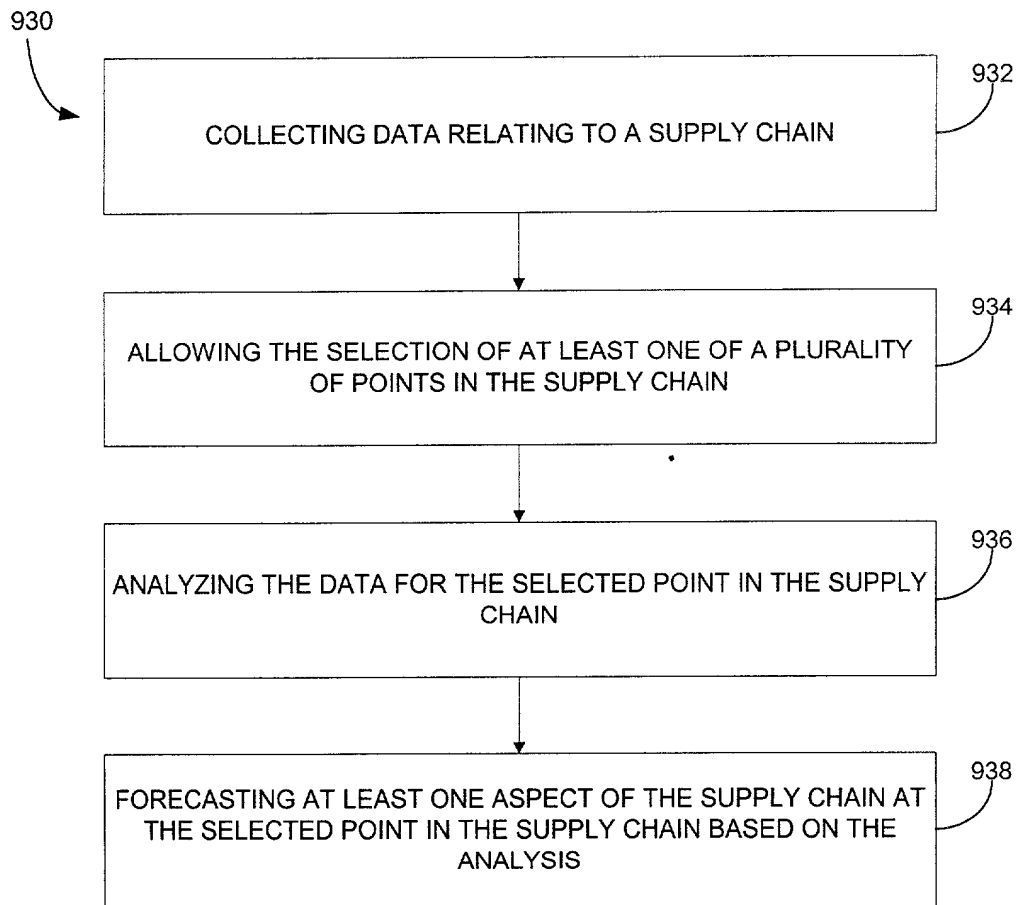 930
932
COLLECTING DATA RELATING TO A SUPPLY CHAIN
934
ALLOWING THE SELECTION OF AT LEAST ONE OF A PLURALITY
OF POINTS IN THE SUPPLY CHAIN
936
ANALYZING THE DATA FOR THE SELECTED POINT IN THE SUPPLY
CHAIN
938
FORECASTING AT LEAST ONE ASPECT OF THE SUPPLY CHAIN AT
THE SELECTED POINT IN THE SUPPLY CHAIN BASED ON THE
ANALYSIS